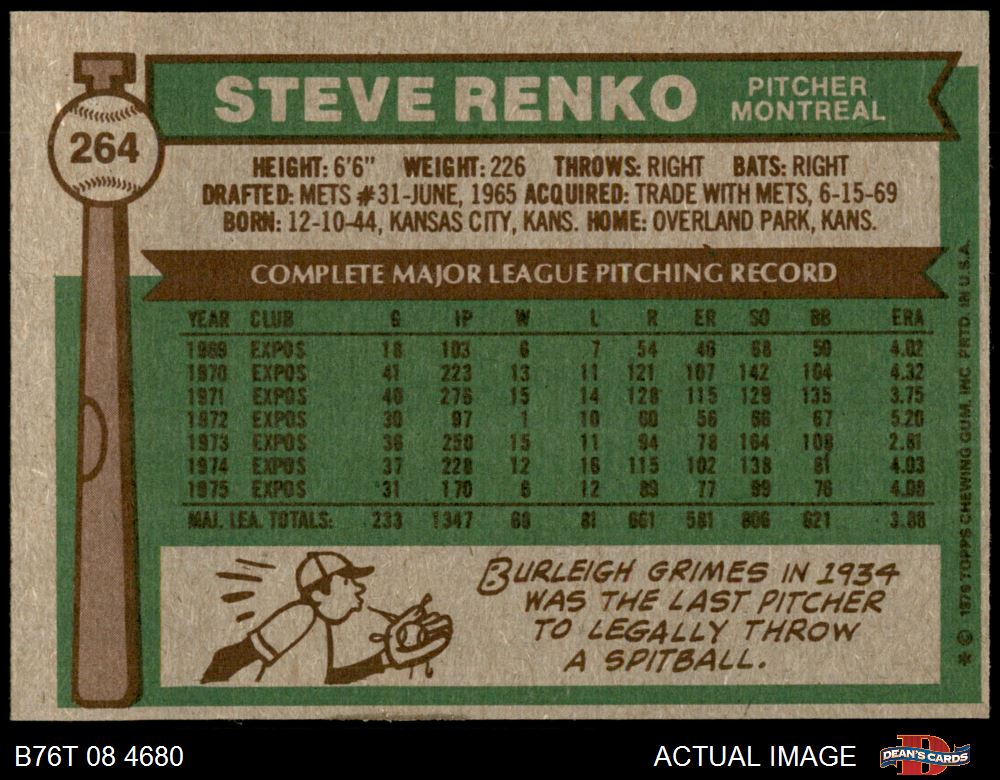 264
STEVE RENKO
PITCHER
MONTREAL
HEIGHT: 6'6" WEIGHT: 226 THROWS: RIGHT BATS: RIGHT
DRAFTED: METS #31-JUNE, 1965 ACQUIRED: TRADE WITH METS, 6-15-69
BORN: 12-10-44, KANSAS CITY, KANS. HOME: OVERLAND PARK, KANS.
COMPLETE MAJOR LEAGUE PITCHING RECORD
YEAR CLUB G IP W L R ER SO BB ERA
1969 EXPOS 18 103 6 7 54 46 68 50 4.02
1970 EXPOS 41 223 13 11 121 107 142 104 4.32
1971 EXPOS 40 276 15 14 128 115 129 135 3.75
1972 EXPOS 30 97 1 10 60 56 66 67 5.20
1973 EXPOS 36 250 15 11 94 78 164 108 2.81
1974 EXPOS 37 228 12 16 115 102 138 81 4.03
1975 EXPOS 31 170 6 12 89 77 99 76 4.08
MAJ. LEA. TOTALS: 233 1347 68 81 661 581 806 621 3.88
BURLEIGH GRIMES IN 1934
WAS THE LAST PITCHER
TO LEGALLY THROW
A SPITBALL.
* © 1976 TOPPS CHEWING GUM, INC. PRTD. IN U.S.A.
B76T 08 4680
ACTUAL IMAGE
DEAN'S CARDS